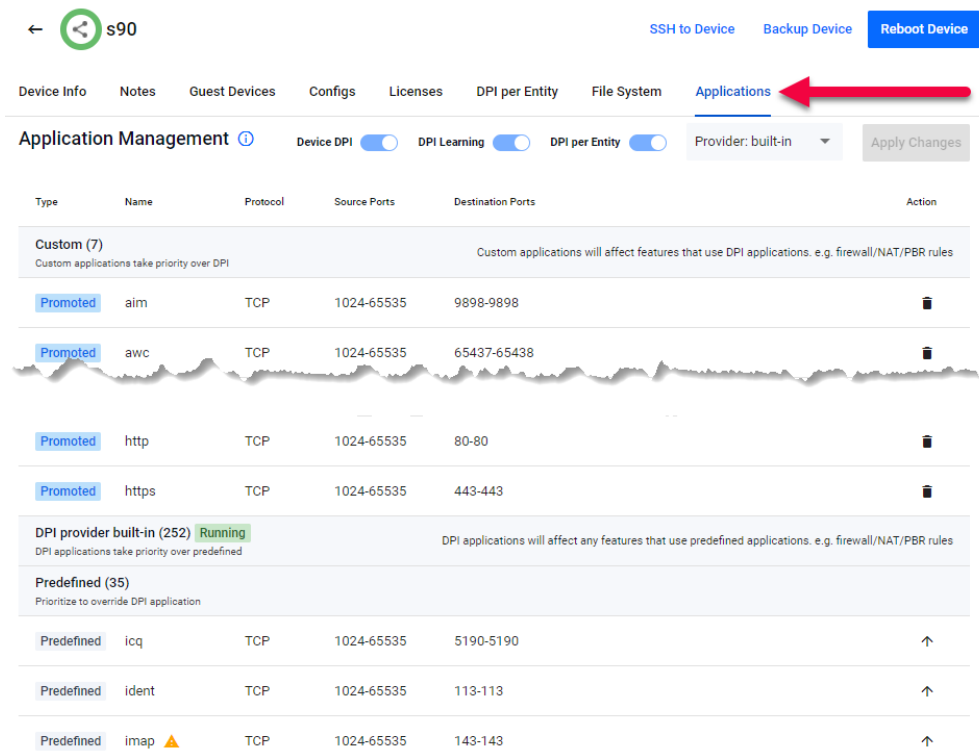 s90
SSH to Device Backup Device Reboot Device
Device Info Notes Guest Devices Configs Licenses DPI per Entity File System Applications
Application Management Device DPI DPI Learning DPI per Entity Provider: built-in Apply Changes
Type Name Protocol Source Ports Destination Ports Action
Custom (7)
Custom applications take priority over DPI
Custom applications will affect features that use DPI applications. e.g. firewall/NAT/PBR rules
Promoted aim TCP 1024-65535 9898-9898
Promoted awc TCP 1024-65535 65437-65438
Promoted http TCP 1024-65535 80-80
Promoted https TCP 1024-65535 443-443
DPI provider built-in (252) Running
DPI applications take priority over predefined
DPI applications will affect any features that use predefined applications. e.g. firewall/NAT/PBR rules
Predefined (35)
Prioritize to override DPI application
Predefined icq TCP 1024-65535 5190-5190
Predefined ident TCP 1024-65535 113-113
Predefined imap TCP 1024-65535 143-143